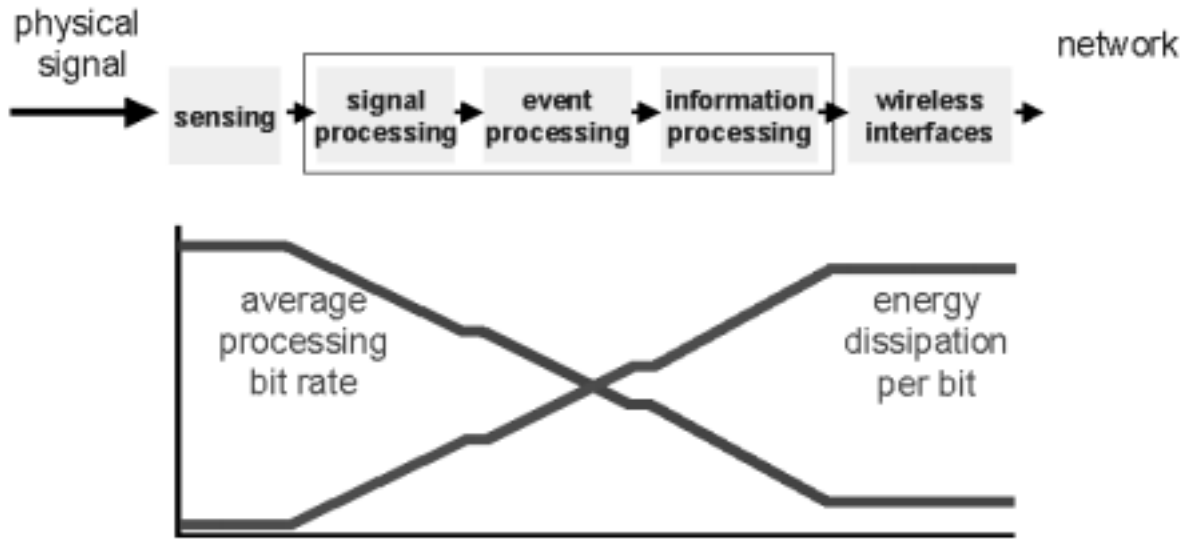 physical
signal
network
sensing
signal
processing
event
processing
information
processing
wireless
interfaces
average
processing
bit rate
energy
dissipation
per bit